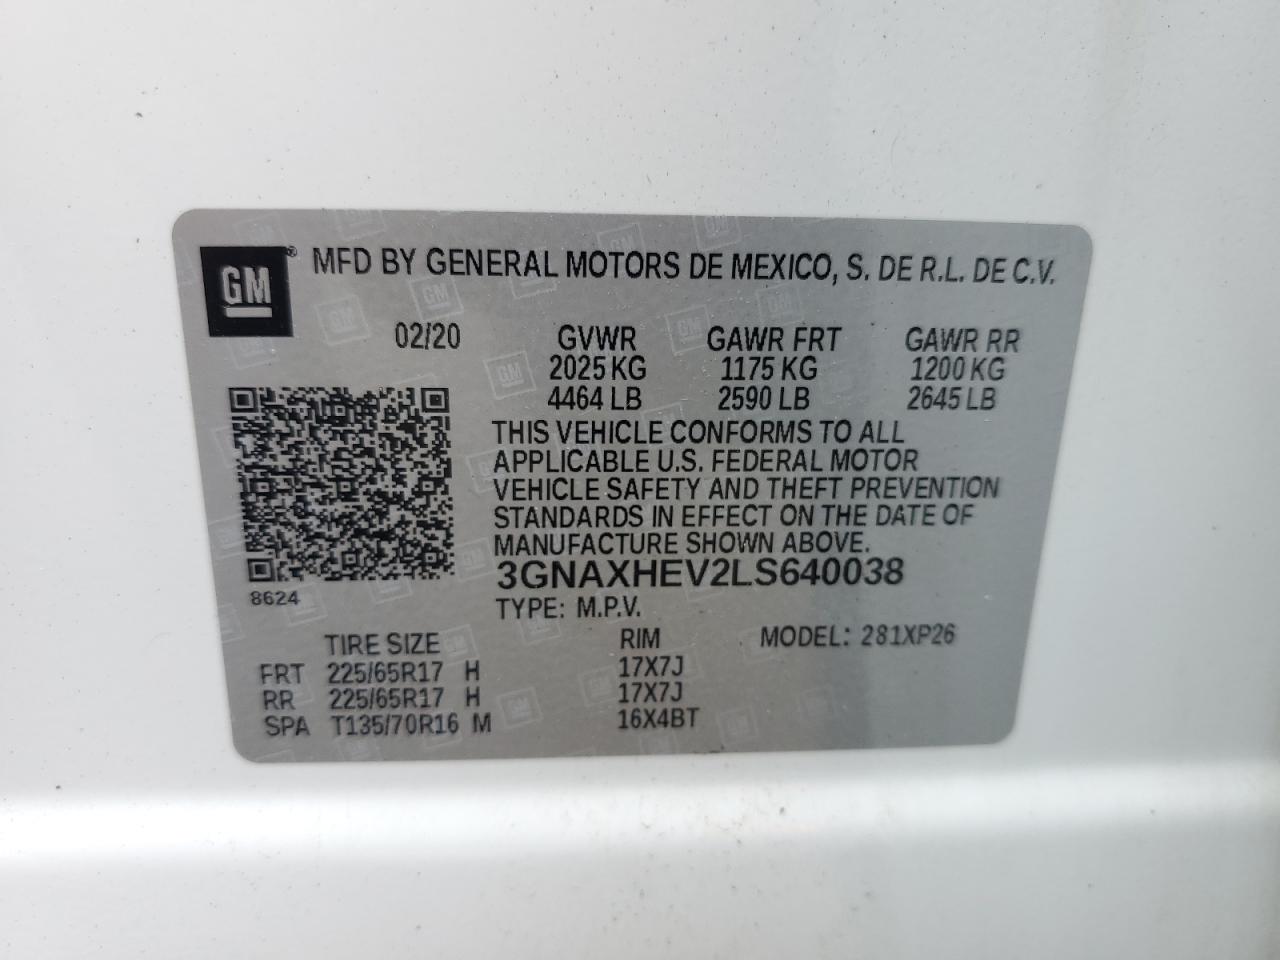 GM® MFD BY GENERAL MOTORS DE MEXICO, S. DE R.L. DE C.V.
02/20 GVWR GAWR FRT GAWR RR
2025 KG 1175 KG 1200 KG
4464 LB 2590 LB 2645 LB
THIS VEHICLE CONFORMS TO ALL
APPLICABLE U.S. FEDERAL MOTOR
VEHICLE SAFETY AND THEFT PREVENTION
STANDARDS IN EFFECT ON THE DATE OF
MANUFACTURE SHOWN ABOVE.
3GNAXHEV2LS640038
8624
TYPE: M.P.V.
TIRE SIZE RIM MODEL: 281XP26
FRT 225/65R17 H 17X7J
RR 225/65R17 H 17X7J
SPA T135/70R16 M 16X4BT